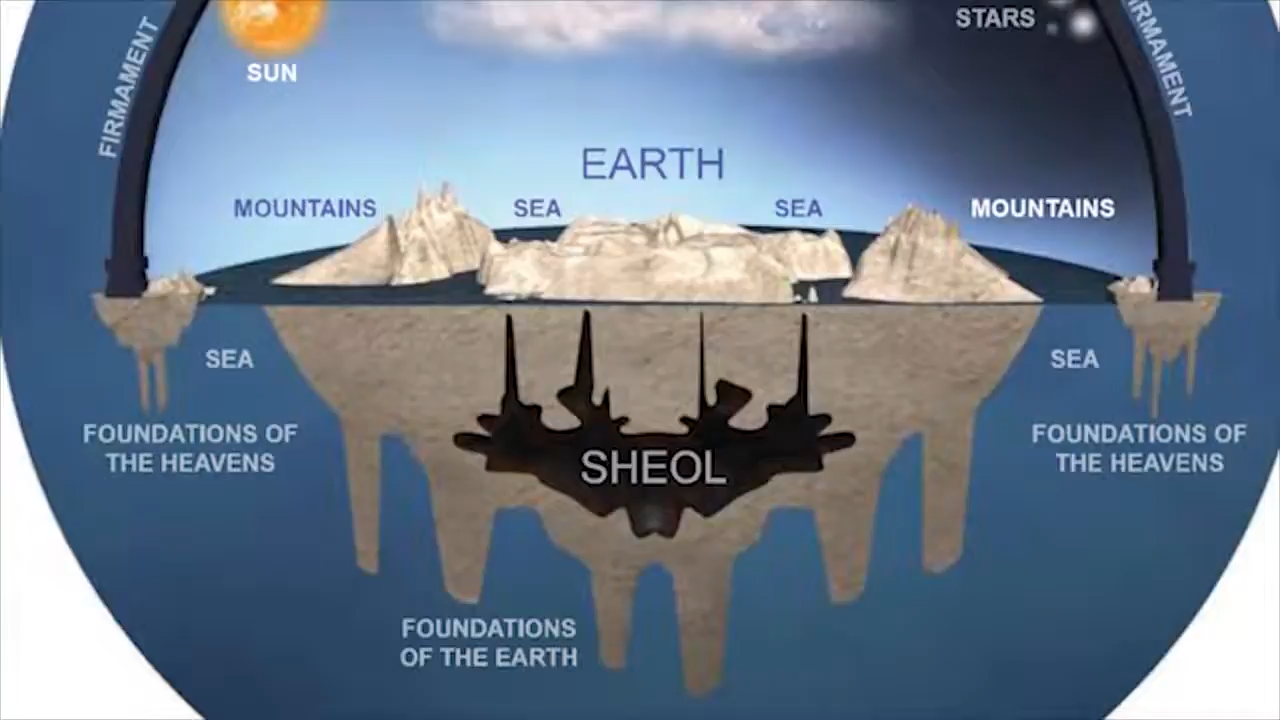 STARS
FIRMAMENT
SUN
EARTH
MOUNTAINS
SEA
SEA
MOUNTAINS
SEA
SEA
FOUNDATIONS OF
THE HEAVENS
FOUNDATIONS OF
THE HEAVENS
SHEOL
FOUNDATIONS
OF THE EARTH